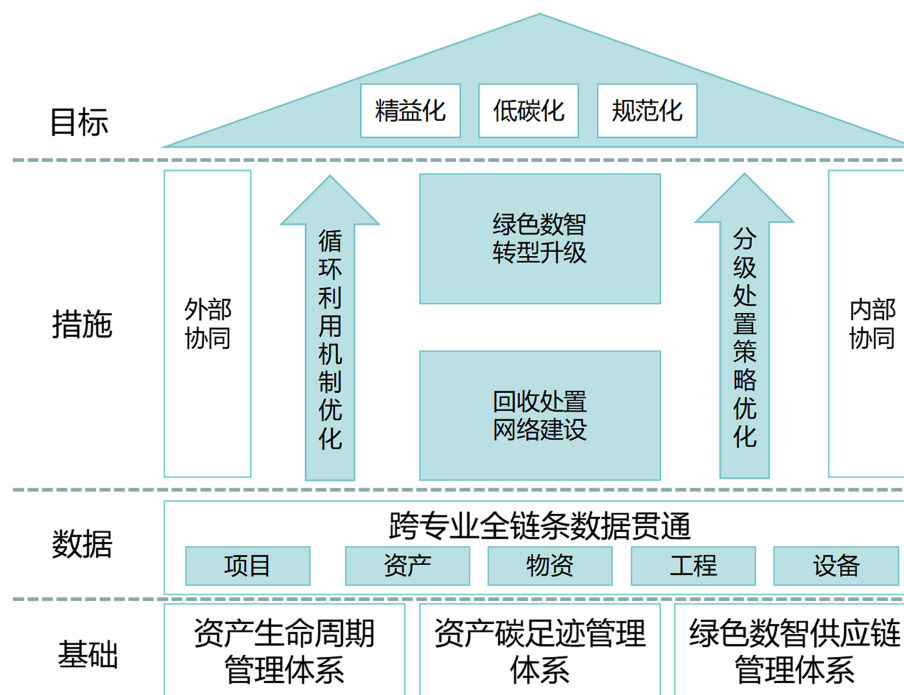 目标
精益化
低碳化
规范化
措施
外部
协同
循环利用机制优化
绿色数智
转型升级
回收处置
网络建设
分级处置策略优化
内部
协同
数据
跨专业全链条数据贯通
项目
资产
物资
工程
设备
基础
资产生命周期
管理体系
资产碳足迹管理
体系
绿色数智供应链
管理体系